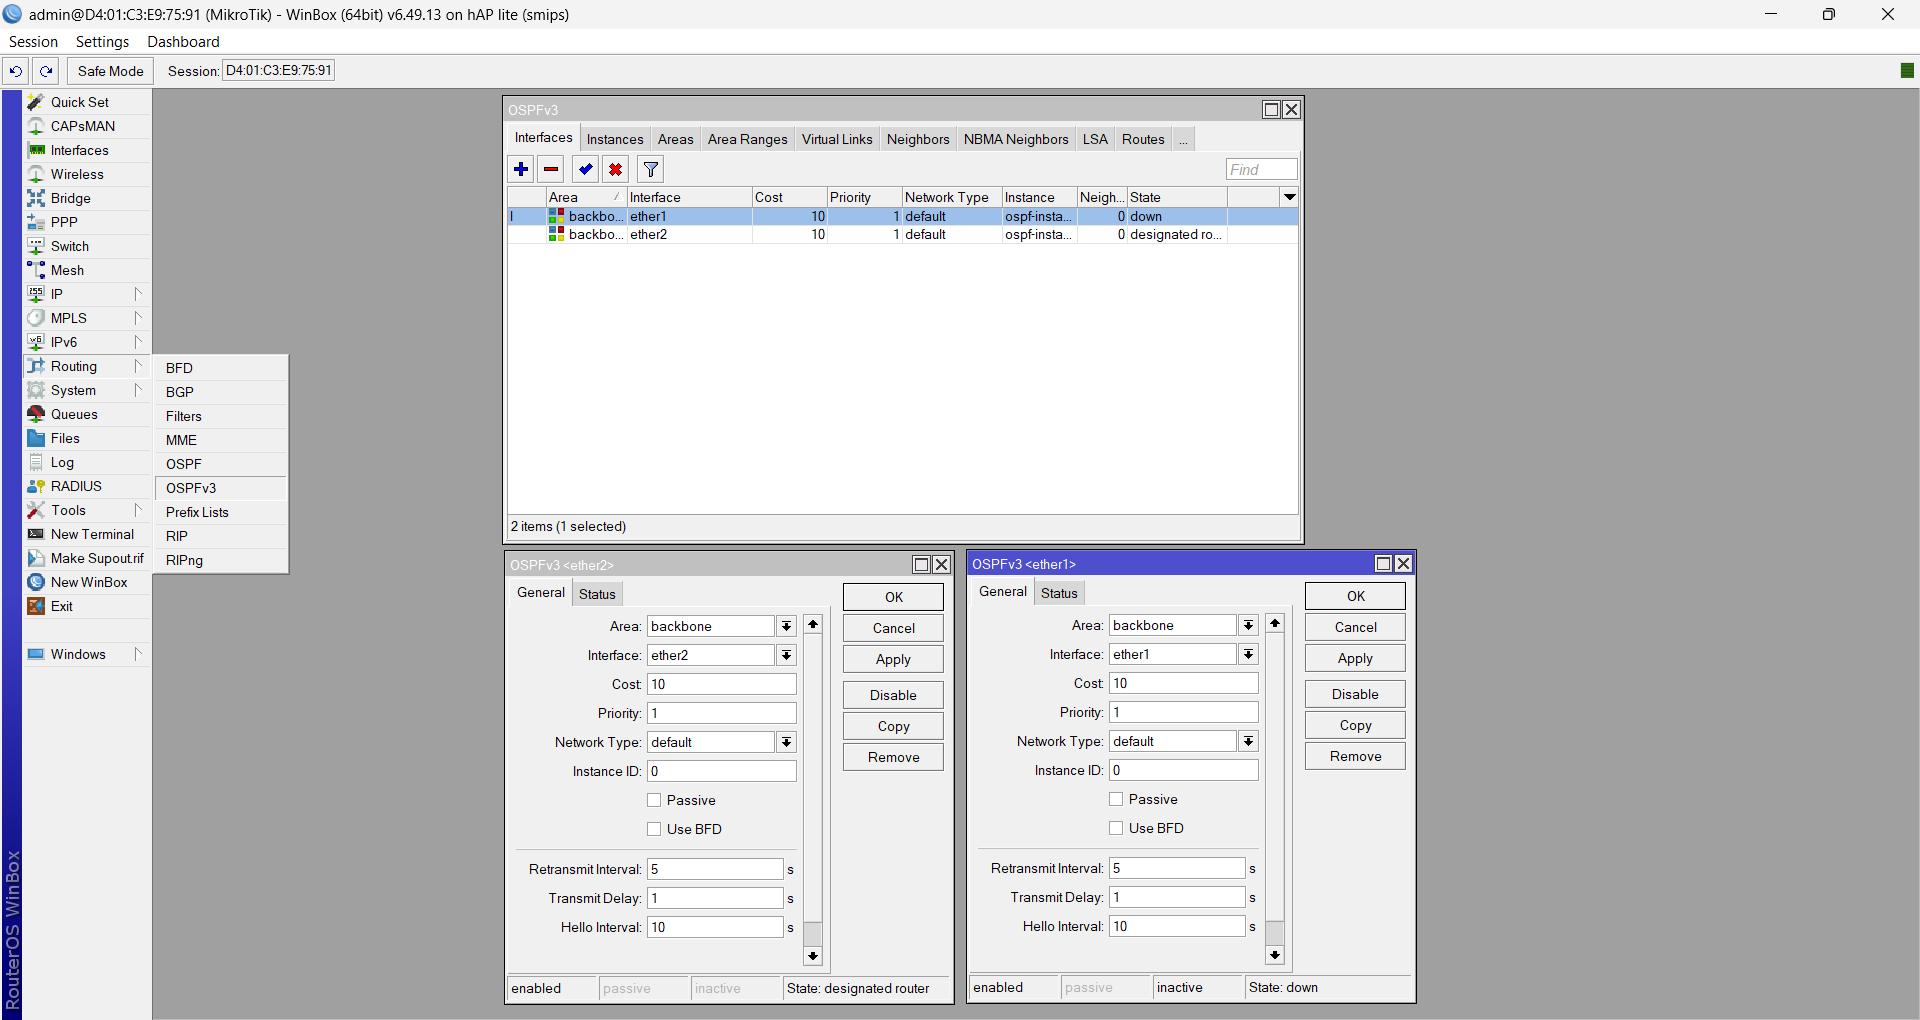 admin@D4:01:C3:E9:75:91 (MikroTik) - WinBox (64bit) v6.49.13 on hAP lite (smips)
Session Settings Dashboard
Safe Mode Session: D4:01:C3:E9:75:91
Quick Set
CAPsMAN
Interfaces
Wireless
Bridge
PPP
Switch
Mesh
IP
MPLS
IPv6
Routing
System
Queues
Files
Log
RADIUS
Tools
New Terminal
Make Supout.rif
New WinBox
Exit
Windows
RouterOS WinBox
BFD
BGP
Filters
MME
OSPF
OSPFv3
Prefix Lists
RIP
RIPng
OSPFv3
Interfaces Instances Areas Area Ranges Virtual Links Neighbors NBMA Neighbors LSA Routes ...
Find
Area Interface Cost Priority Network Type Instance Neigh... State
I backbo... ether1 10 1 default ospf-insta... 0 down
backbo... ether2 10 1 default ospf-insta... 0 designated ro...
2 items (1 selected)
OSPFv3 <ether2>
General Status
Area: backbone
Interface: ether2
Cost: 10
Priority: 1
Network Type: default
Instance ID: 0
Passive
Use BFD
Retransmit Interval: 5 s
Transmit Delay: 1 s
Hello Interval: 10 s
OK
Cancel
Apply
Disable
Copy
Remove
enabled passive inactive State: designated router
OSPFv3 <ether1>
General Status
Area: backbone
Interface: ether1
Cost: 10
Priority: 1
Network Type: default
Instance ID: 0
Passive
Use BFD
Retransmit Interval: 5 s
Transmit Delay: 1 s
Hello Interval: 10 s
OK
Cancel
Apply
Disable
Copy
Remove
enabled passive inactive State: down